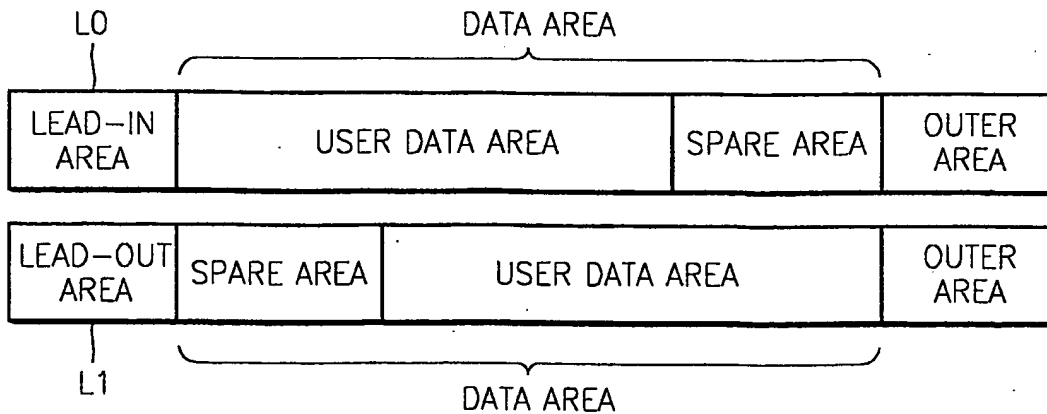 L0
DATA AREA
LEAD-IN
AREA
USER DATA AREA
SPARE AREA
OUTER
AREA
LEAD-OUT
AREA
SPARE AREA
USER DATA AREA
OUTER
AREA
L1
DATA AREA